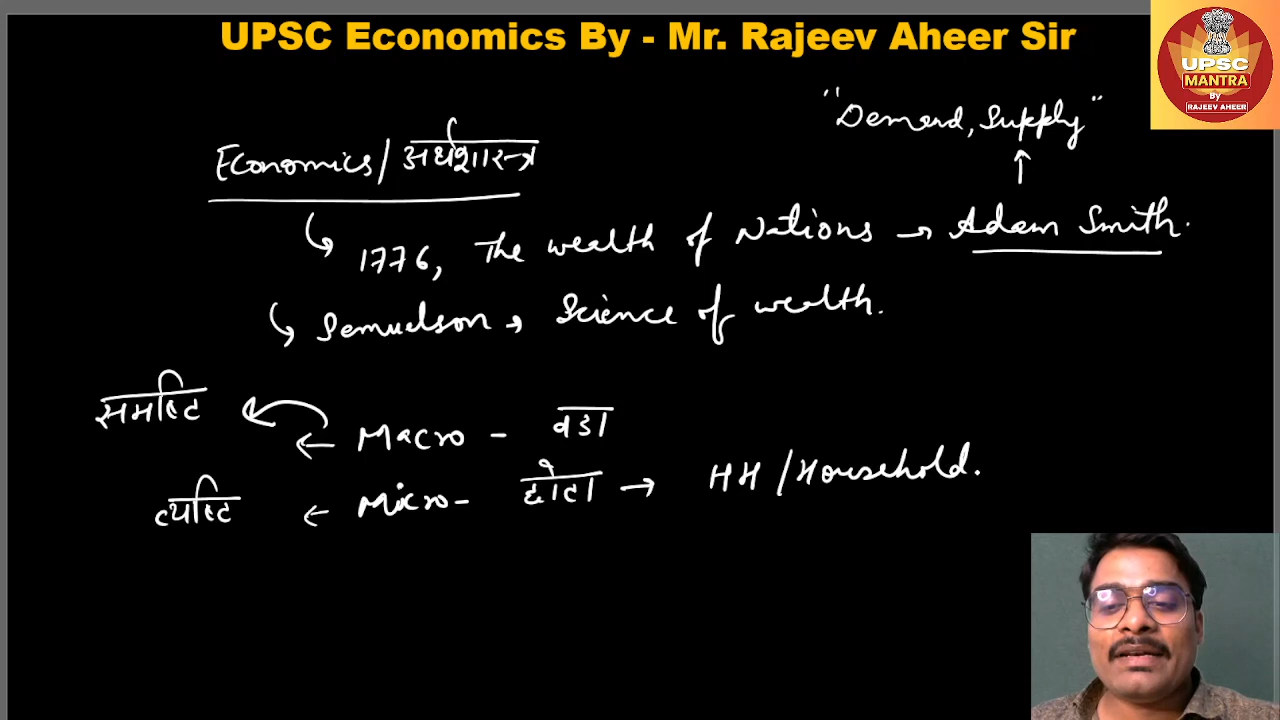 UPSC Economics By - Mr. Rajeev Aheer Sir
UPSC
MANTRA
By
RAJEEV AHEER
"Demand, Supply"
Economics/अर्थशास्त्र
1776, The wealth of Nations → Adam Smith.
Samuelson → Science of wealth.
समष्टि ← Macro - बडा
व्यष्टि ← Micro - छोटा → HH/Household.